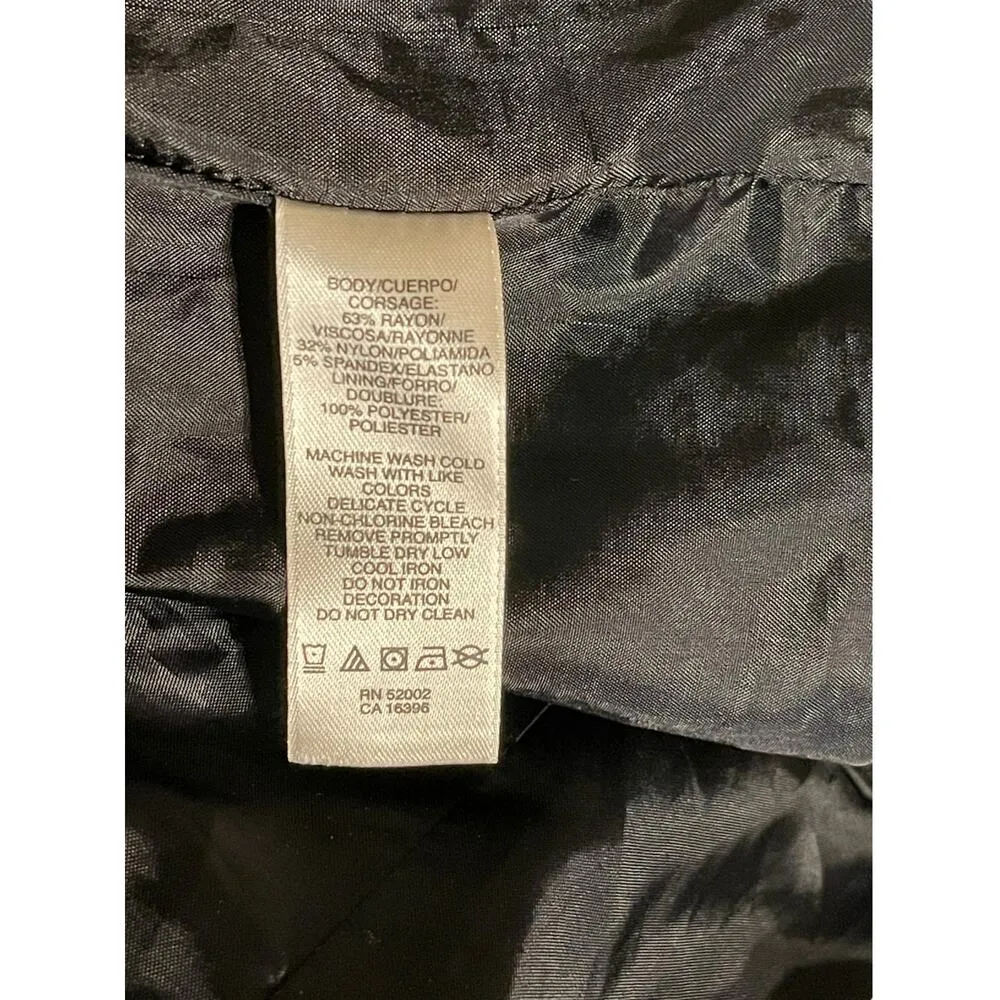 BODY/CUERPO/
CORSAGE:
63% RAYON/
VISCOSA/RAYONNE
32% NYLON/POLIAMIDA
5% SPANDEX/ELASTANO
LINING/FORRO/
DOUBLURE:
100% POLYESTER/
POLIESTER
MACHINE WASH COLD
WASH WITH LIKE
COLORS
DELICATE CYCLE
NON-CHLORINE BLEACH
REMOVE PROMPTLY
TUMBLE DRY LOW
COOL IRON
DO NOT IRON
DECORATION
DO NOT DRY CLEAN
RN 52002
CA 16396